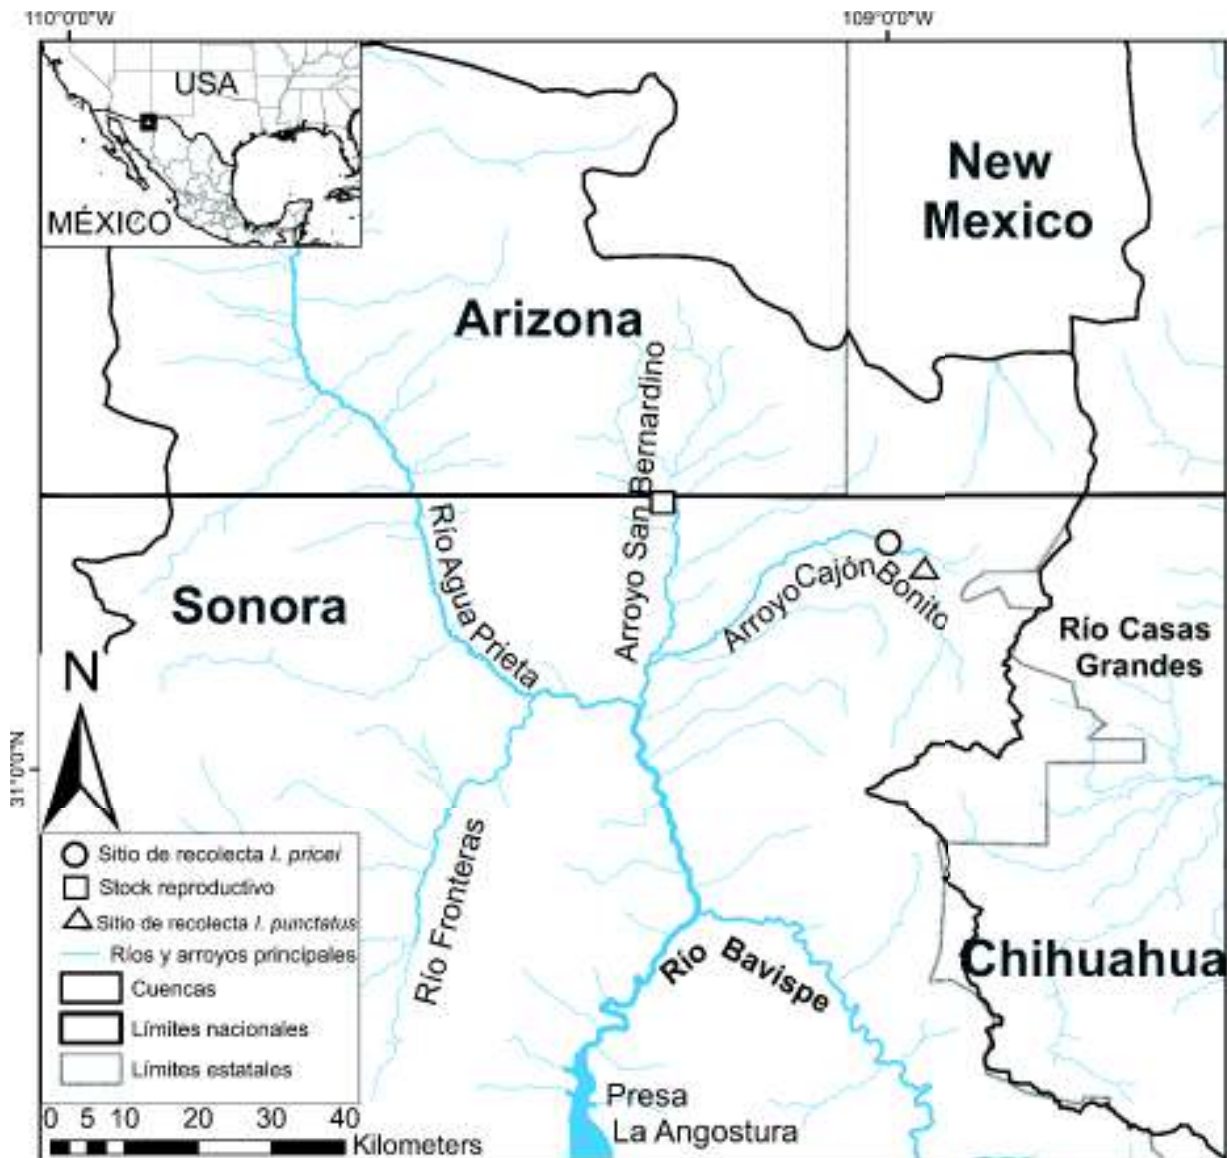 110°0'0"W
109°0'0"W
USA
MÉXICO
New
Mexico
Arizona
Arroyo San Bernardino
Río Agua Prieta
Sonora
Arroyo Cajón Bonito
Río Casas
Grandes
N
31°0'0"N
Sitio de recolecta I. pricei
Stock reproductivo
Sitio de recolecta I. punctatus
Ríos y arroyos principales
Cuencas
Límites nacionales
Límites estatales
Río Fronteras
Río Bavispe
Chihuahua
Presa
La Angostura
0 5 10 20 30 40
Kilometers